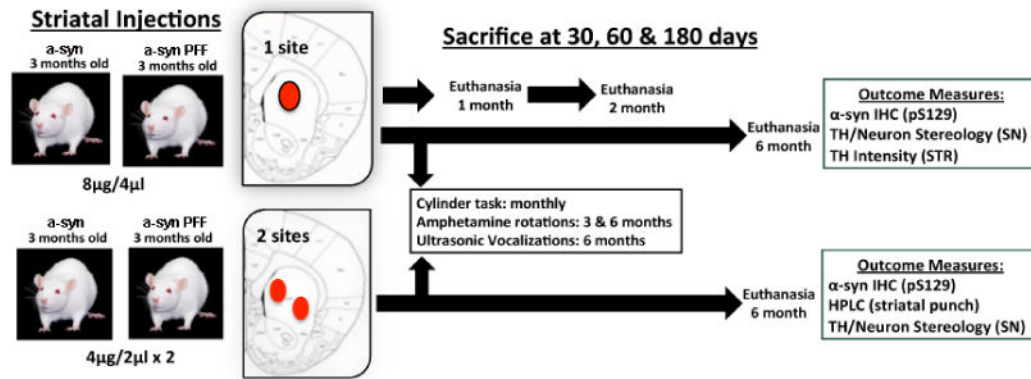 Striatal Injections
a-syn
3 months old
a-syn PFF
3 months old
8µg/4µl
1 site
Sacrifice at 30, 60 & 180 days
Euthanasia
1 month
Euthanasia
2 month
Euthanasia
6 month
Outcome Measures:
α-syn IHC (pS129)
TH/Neuron Stereology (SN)
TH Intensity (STR)
Cylinder task: monthly
Amphetamine rotations: 3 & 6 months
Ultrasonic Vocalizations: 6 months
a-syn
3 months old
a-syn PFF
3 months old
4µg/2µl x 2
2 sites
Euthanasia
6 month
Outcome Measures:
α-syn IHC (pS129)
HPLC (striatal punch)
TH/Neuron Stereology (SN)